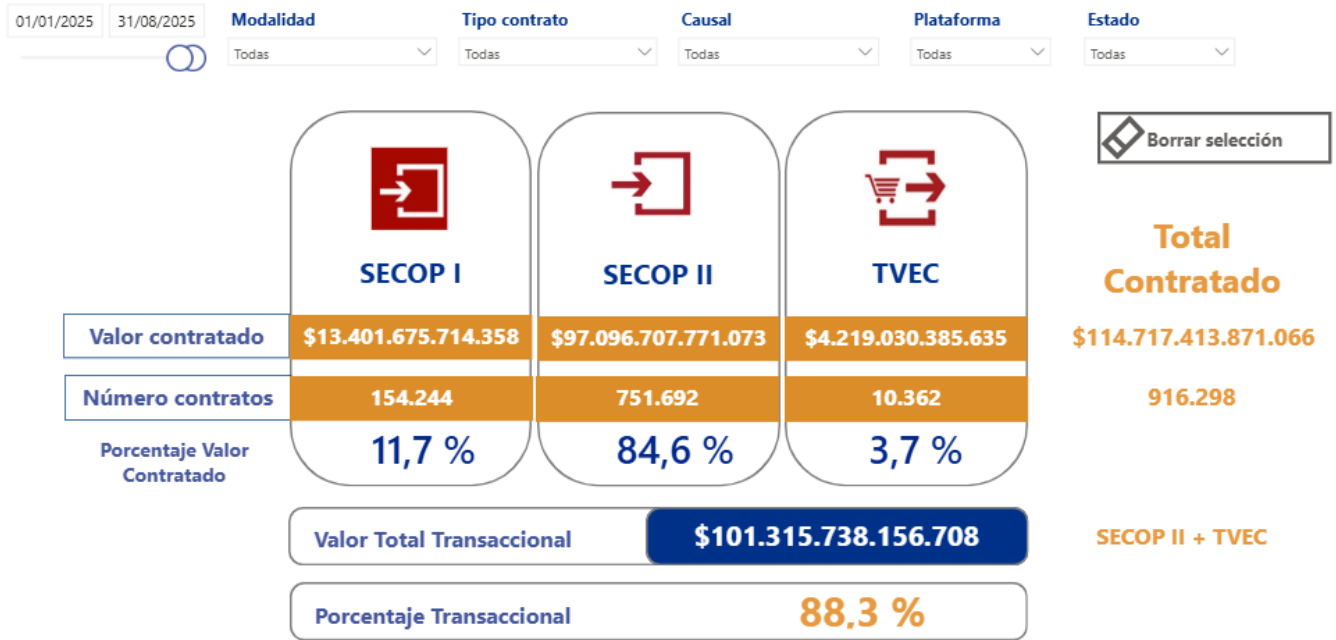 01/01/2025 31/08/2025
Modalidad Tipo contrato Causal Plataforma Estado
Todas Todas Todas Todas Todas
Borrar selección
SECOP I SECOP II TVEC
Total
Contratado
Valor contratado $13.401.675.714.358 $97.096.707.771.073 $4.219.030.385.635 $114.717.413.871.066
Número contratos 154.244 751.692 10.362 916.298
Porcentaje Valor
Contratado
11,7 % 84,6 % 3,7 %
Valor Total Transaccional $101.315.738.156.708 SECOP II + TVEC
Porcentaje Transaccional 88,3 %